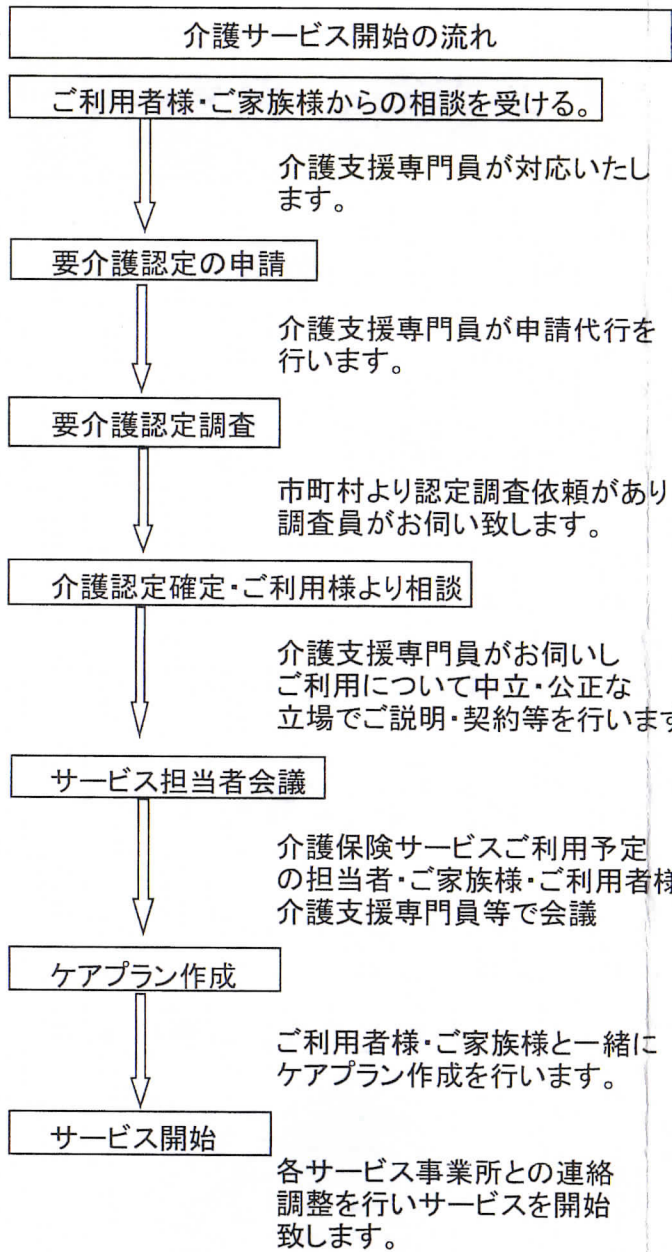 介護サービス開始の流れ
ご利用者様・ご家族様からの相談を受ける。
介護支援専門員が対応いたし
ます。
要介護認定の申請
介護支援専門員が申請代行を
行います。
要介護認定調査
市町村より認定調査依頼があり
調査員がお伺い致します。
介護認定確定・ご利用様より相談
介護支援専門員がお伺いし
ご利用について中立・公正な
立場でご説明・契約等を行います
サービス担当者会議
介護保険サービスご利用予定
の担当者・ご家族様・ご利用者様
介護支援専門員等で会議
ケアプラン作成
ご利用者様・ご家族様と一緒に
ケアプラン作成を行います。
サービス開始
各サービス事業所との連絡
調整を行いサービスを開始
致します。